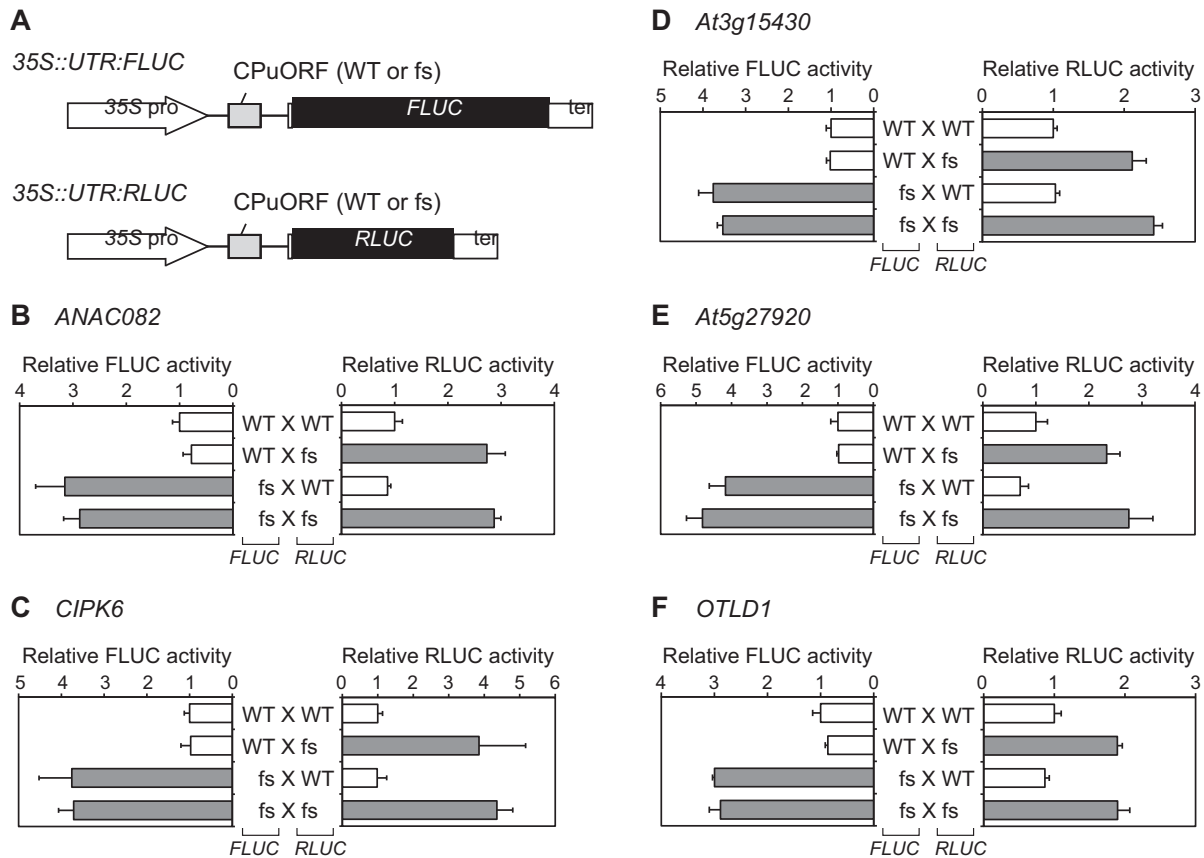 A
35S::UTR:FLUC
CPuORF (WT or fs)
35S pro
FLUC
ter
35S::UTR:RLUC
CPuORF (WT or fs)
35S pro
RLUC
ter
B ANAC082
Relative FLUC activity
Relative RLUC activity
4 3 2 1 0
0 1 2 3 4
WT X WT
WT X fs
fs X WT
fs X fs
FLUC RLUC
C CIPK6
Relative FLUC activity
Relative RLUC activity
5 4 3 2 1 0
0 1 2 3 4 5 6
WT X WT
WT X fs
fs X WT
fs X fs
FLUC RLUC
D At3g15430
Relative FLUC activity
Relative RLUC activity
5 4 3 2 1 0
0 1 2 3
WT X WT
WT X fs
fs X WT
fs X fs
FLUC RLUC
E At5g27920
Relative FLUC activity
Relative RLUC activity
6 5 4 3 2 1 0
0 1 2 3 4
WT X WT
WT X fs
fs X WT
fs X fs
FLUC RLUC
F OTLD1
Relative FLUC activity
Relative RLUC activity
4 3 2 1 0
0 1 2 3
WT X WT
WT X fs
fs X WT
fs X fs
FLUC RLUC